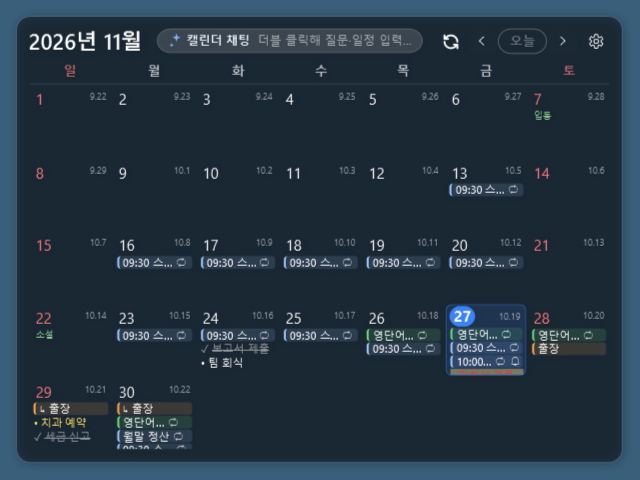 2026년 11월
캘린더 채팅 더블 클릭해 질문·일정 입력...
오늘
일 월 화 수 목 금 토
1 9.22 2 9.23 3 9.24 4 9.25 5 9.26 6 9.27 7 9.28
입동
8 9.29 9 10.1 10 10.2 11 10.3 12 10.4 13 10.5 14 10.6
09:30 스...
15 10.7 16 10.8 17 10.9 18 10.10 19 10.11 20 10.12 21 10.13
09:30 스... 09:30 스... 09:30 스... 09:30 스... 09:30 스...
22 10.14 23 10.15 24 10.16 25 10.17 26 10.18 27 10.19 28 10.20
소설 09:30 스... 09:30 스... 09:30 스... 영단어... 영단어... 영단어...
✓ 보고서 제출 09:30 스... 09:30 스... 출장
• 팀 회식 10:00...
29 10.21 30 10.22
↳ 출장 ↳ 출장
• 치과 예약 영단어...
✓ 세금 신고 월말 정산
09:30 스...